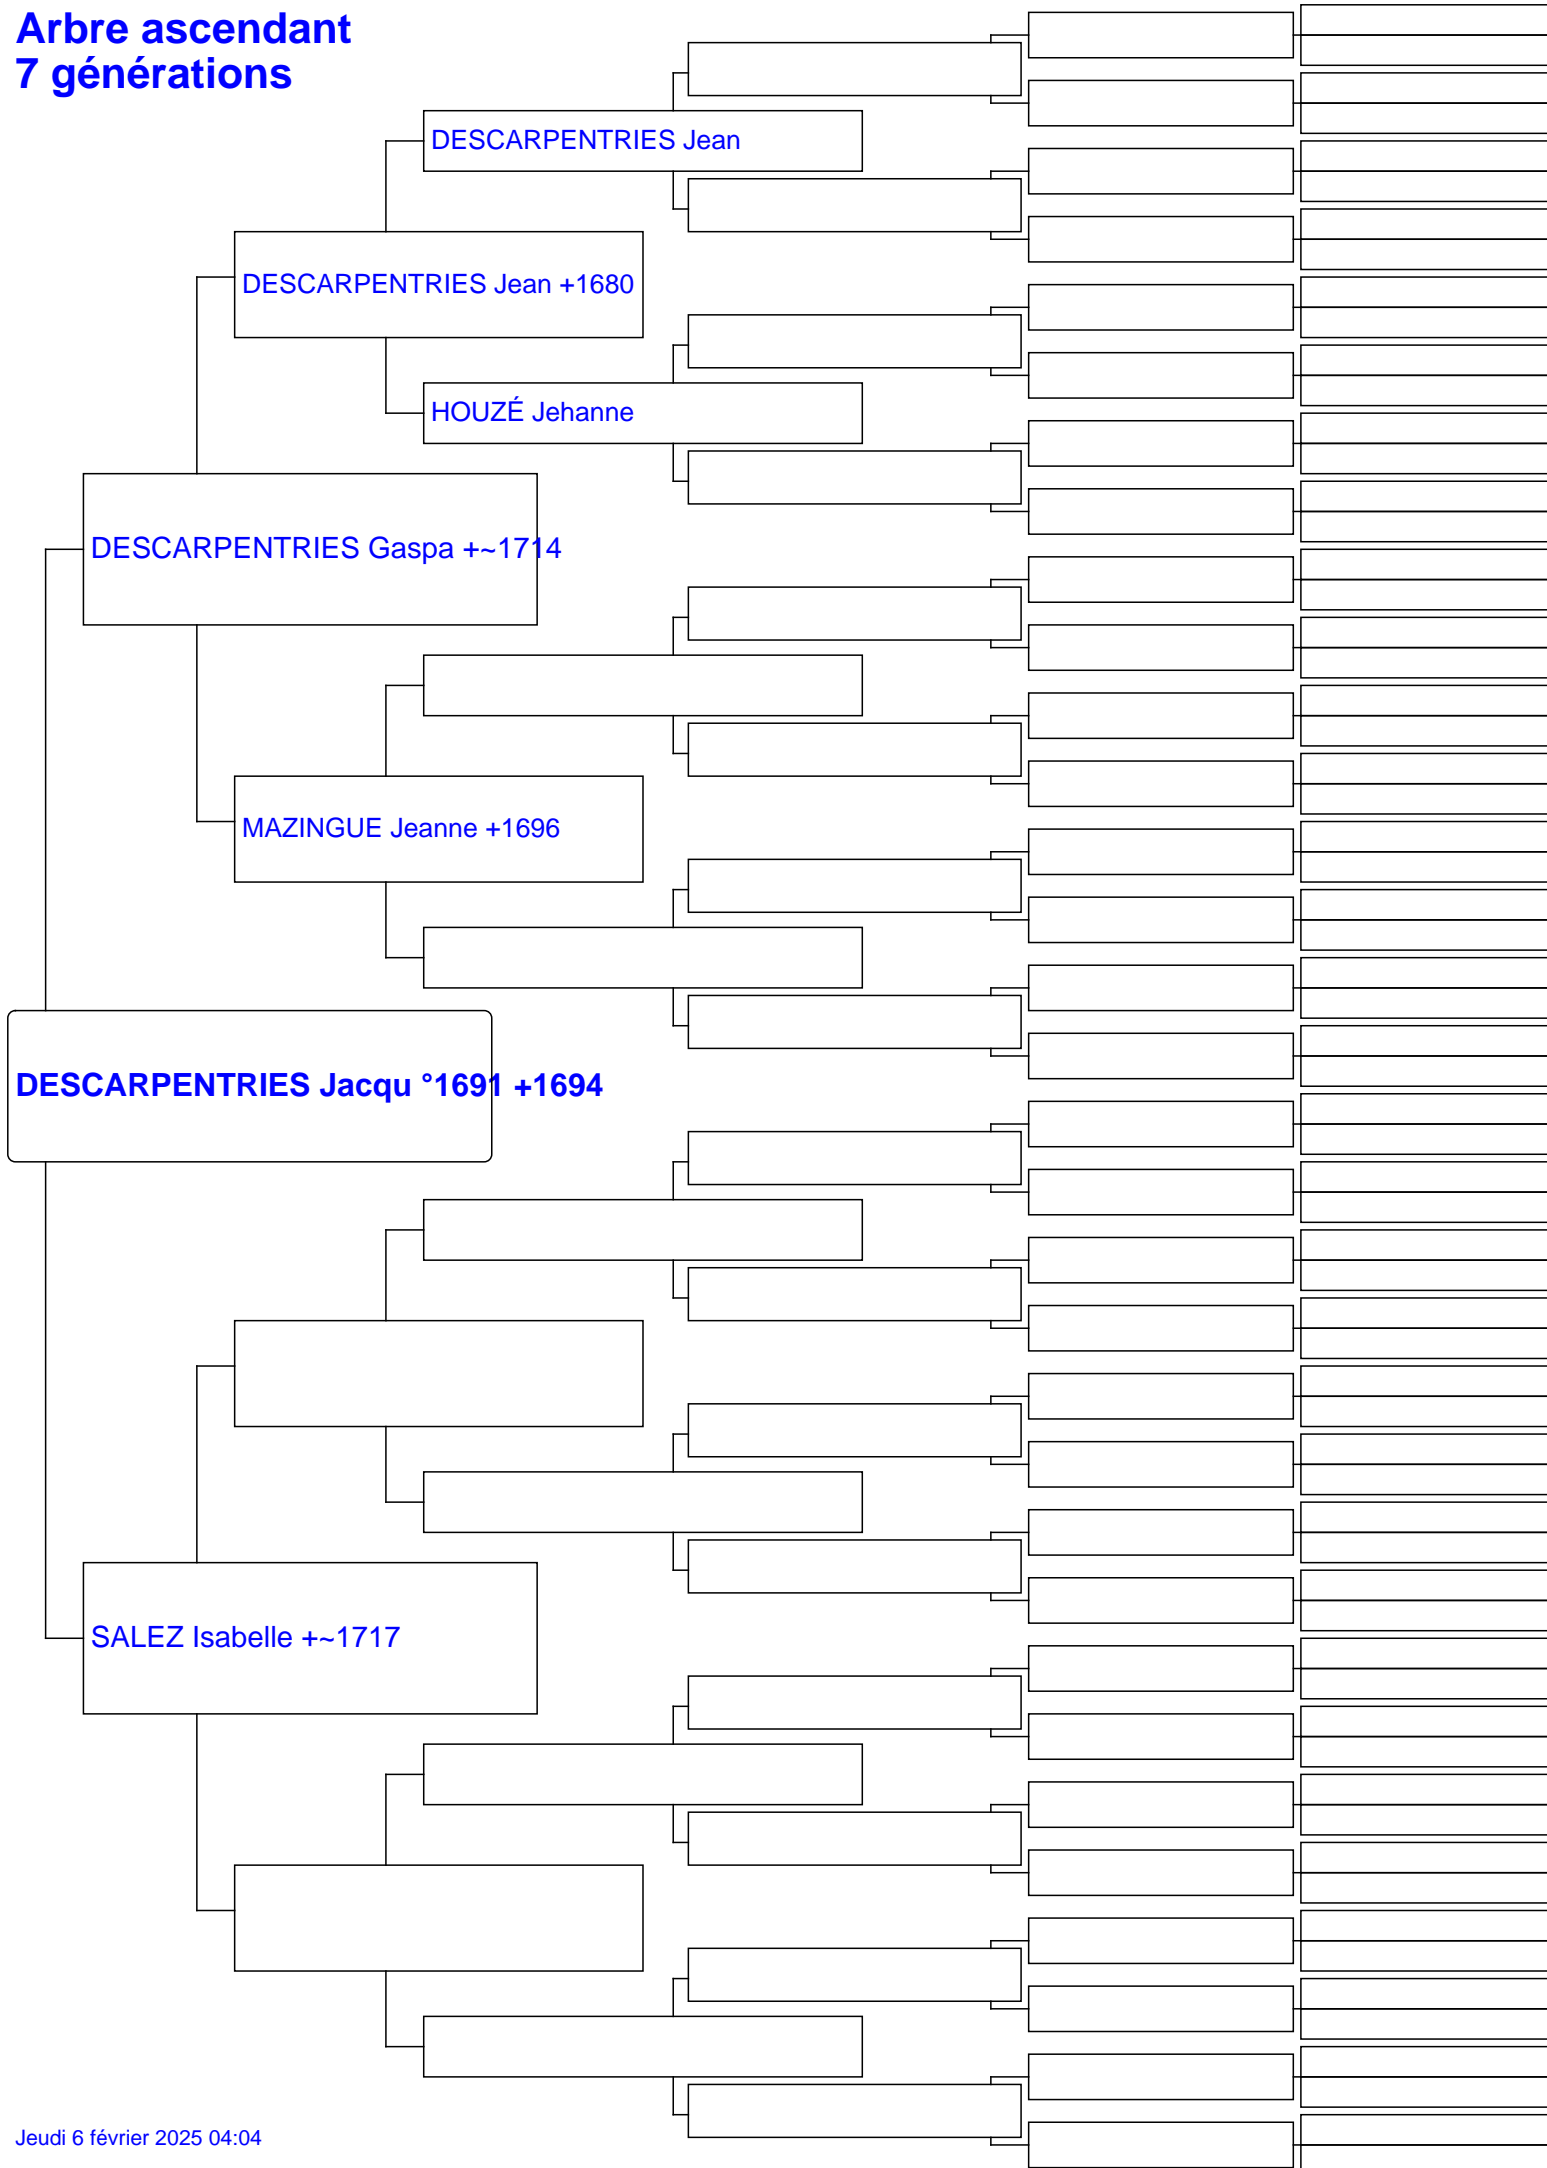 Arbre ascendant
7 générations
DESCARPENTRIES Jean
DESCARPENTRIES Jean +1680
HOUZÉ Jehanne
DESCARPENTRIES Gaspa +~1714
MAZINGUE Jeanne +1696
DESCARPENTRIES Jacqu °1691 +1694
SALEZ Isabelle +~1717
Jeudi 6 février 2025 04:04